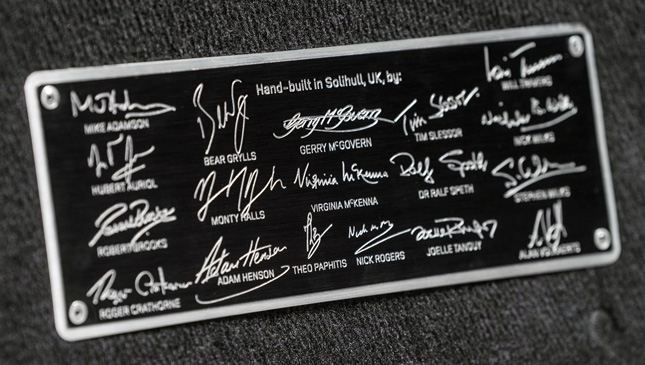 Hand-built in Solihull, UK, by:
MIKE ADAMSON
BEAR GRYLLS
GERRY McGOVERN
TIM SLESSOR
WILL TRAVERS
HUBERT AURIOL
MONTY HALLS
VIRGINIA McKENNA
DR RALF SPETH
NICK MILKS
ROBERT BROOKS
ADAM HENSON
THEO PAPHITIS
NICK ROGERS
JOELLE TANGUY
STEPHEN MILKS
ROGER CRATHORNE
ALAN VOLKAERTS